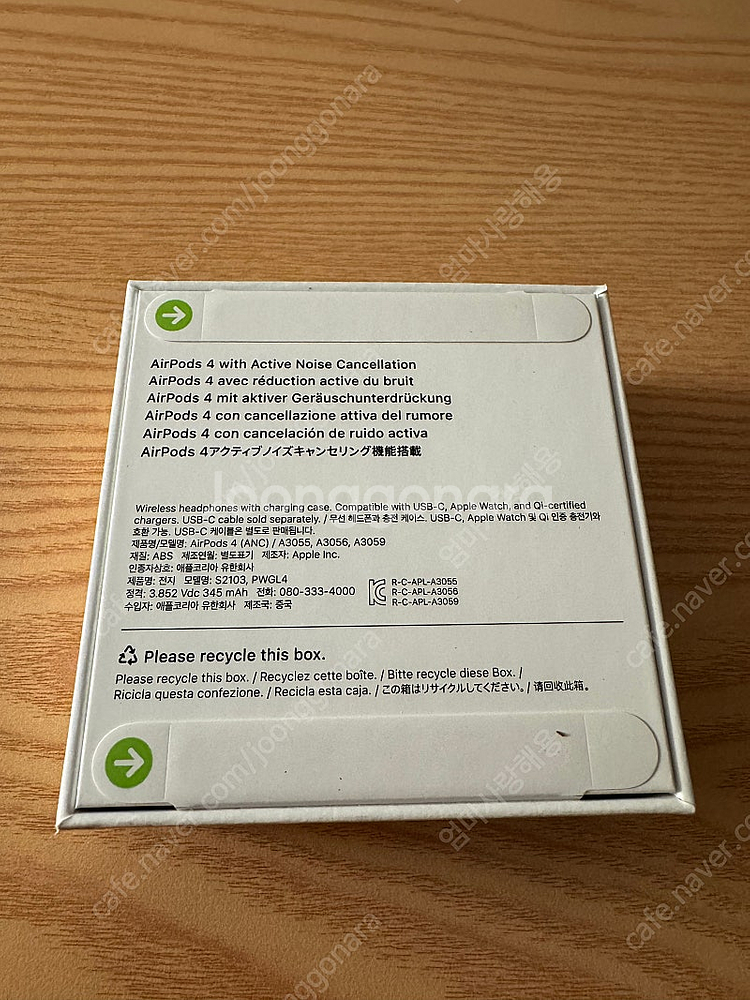 AirPods 4 with Active Noise Cancellation
AirPods 4 avec réduction active du bruit
AirPods 4 mit aktiver Geräuschunterdrückung
AirPods 4 con cancellazione attiva del rumore
AirPods 4 con cancelación de ruido activa
AirPods 4アクティブノイズキャンセリング機能搭載
joonggonara
Wireless headphones with charging case. Compatible with USB-C, Apple Watch, and Qi-certified
chargers. USB-C cable sold separately. / 무선 헤드폰과 충전 케이스. USB-C, Apple Watch 및 Qi 인증 충전기와
호환 가능. USB-C 케이블은 별도로 판매됩니다.
제품명/모델명: AirPods 4 (ANC) / A3055, A3056, A3059
재질: ABS 제조연월: 별도표기 제조자: Apple Inc.
인증자상호: 애플코리아 유한회사
제품명: 전지 모델명: S2103, PWGL4
정격: 3.852 Vdc 345 mAh 전화: 080-333-4000
수입자: 애플코리아 유한회사 제조국: 중국
R-C-APL-A3055
R-C-APL-A3056
R-C-APL-A3059
Please recycle this box.
Please recycle this box. / Recyclez cette boîte. / Bitte recycle diese Box. /
Ricicla questa confezione. / Recicla esta caja. / この箱はリサイクルしてください。/ 请回收此箱。
cafe.naver.com/joonggonara
엄마사랑해용